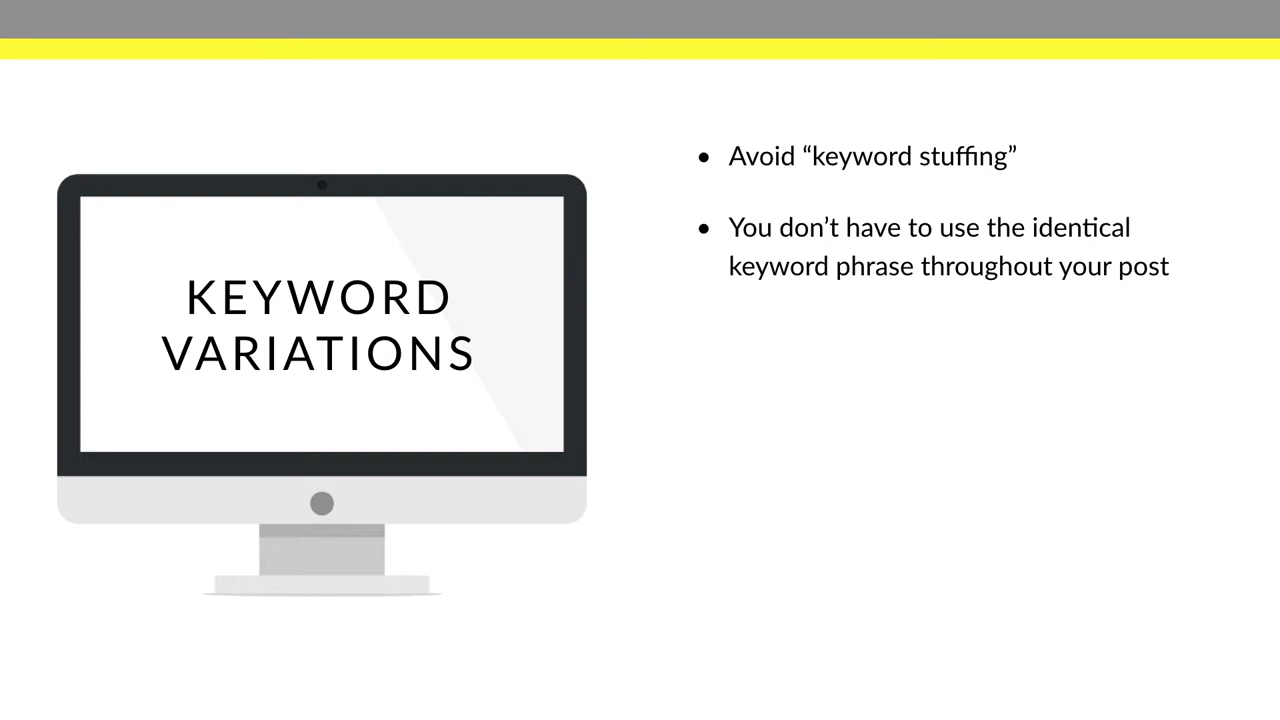 KEYWORD
VARIATIONS
• Avoid “keyword stuffing”
• You don’t have to use the identical
keyword phrase throughout your post